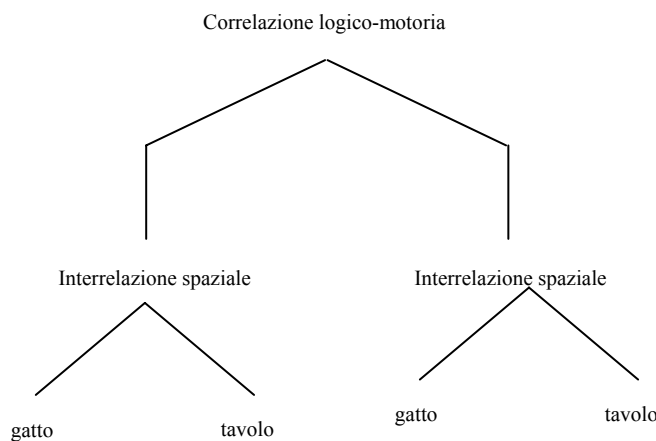 Correlazione logico-motoria
Interrelazione spaziale
Interrelazione spaziale
gatto
tavolo
gatto
tavolo